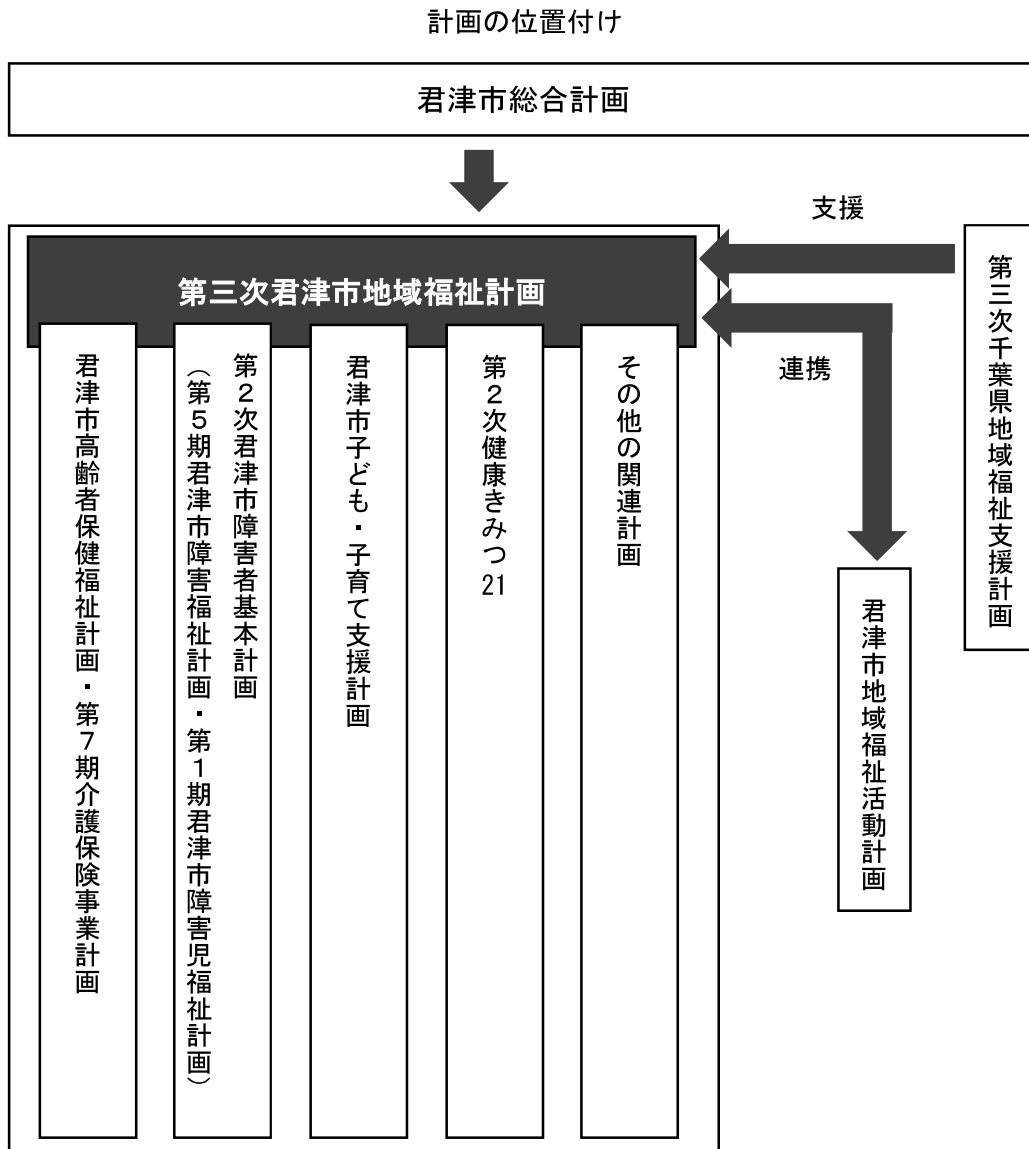 計画の位置付け
君津市総合計画
支援
第三次君津市地域福祉計画
連携
第三次千葉県地域福祉支援計画
君津市地域福祉活動計画
君津市高齢者保健福祉計画・第７期介護保険事業計画
第２次君津市障害者基本計画
（第５期君津市障害福祉計画・第１期君津市障害児福祉計画）
君津市子ども・子育て支援計画
第２次健康きみつ21
その他の関連計画